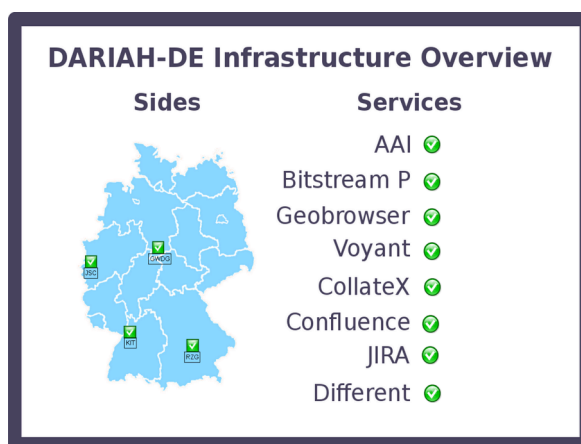 DARIAH-DE Infrastructure Overview
Sides
GWDG
JSC
KIT
RZG
Services
AAI
Bitstream P
Geobrowser
Voyant
CollateX
Confluence
JIRA
Different